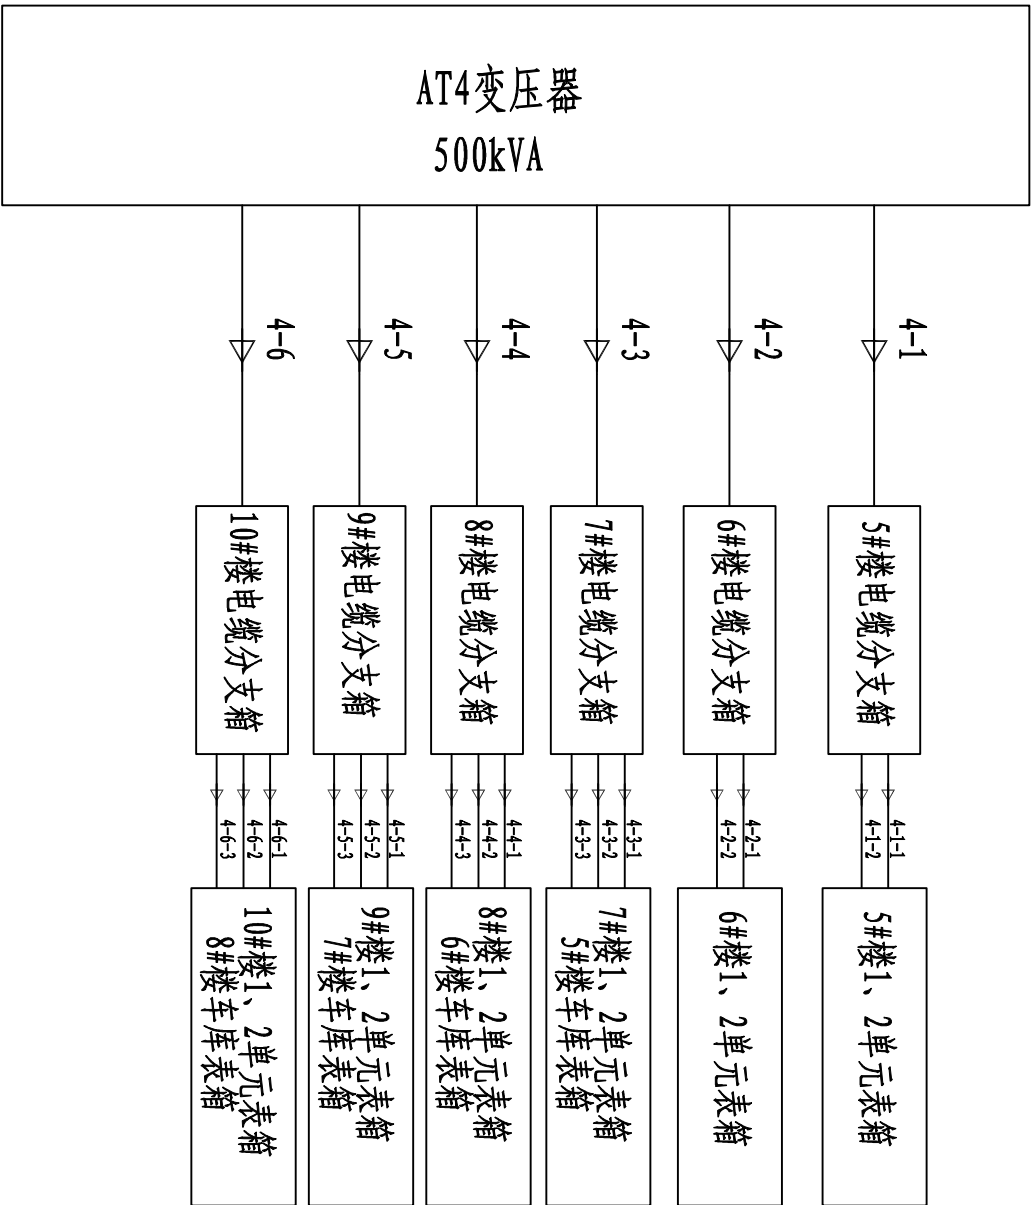 AT4变压器
500kVA
4-6
4-5
4-4
4-3
4-2
4-1
10#楼电缆分支箱
9#楼电缆分支箱
8#楼电缆分支箱
7#楼电缆分支箱
6#楼电缆分支箱
5#楼电缆分支箱
4-6-3
4-6-2
4-6-1
4-5-3
4-5-2
4-5-1
4-4-3
4-4-2
4-4-1
4-3-3
4-3-2
4-3-1
4-2-2
4-2-1
4-1-2
4-1-1
10#楼1、2单元表箱
8#楼车库表箱
9#楼1、2单元表箱
7#楼车库表箱
8#楼1、2单元表箱
6#楼车库表箱
7#楼1、2单元表箱
5#楼车库表箱
6#楼1、2单元表箱
5#楼1、2单元表箱